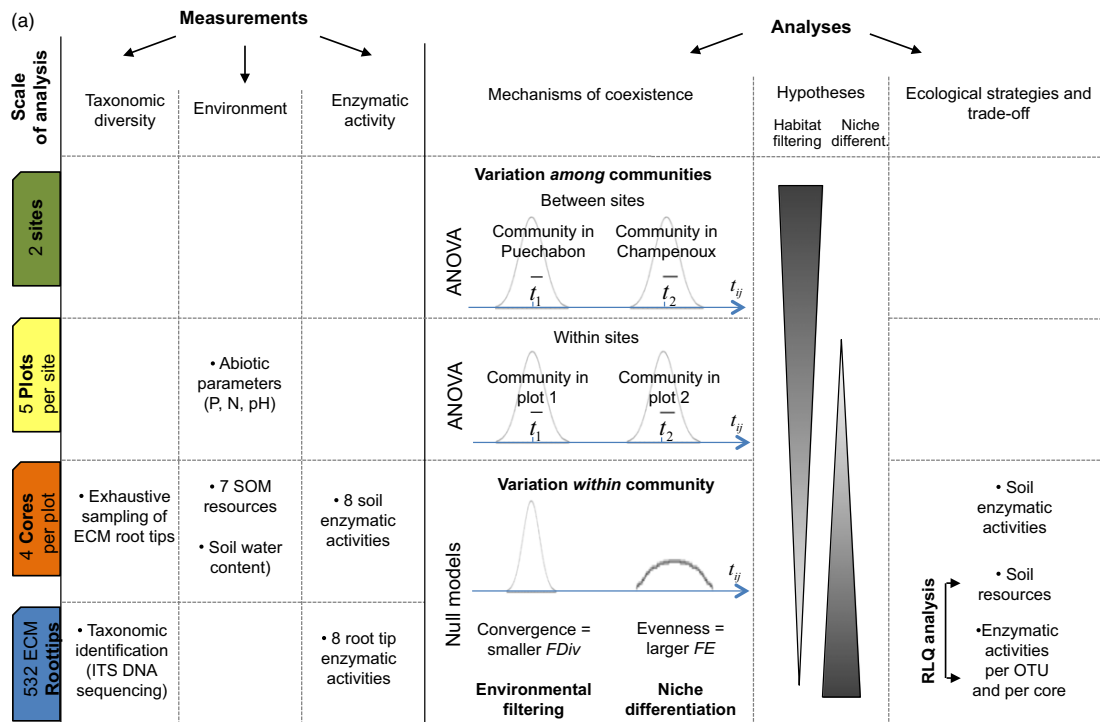 (a)
Measurements
Analyses
Scale
of analysis
Taxonomic
diversity
Environment
Enzymatic
activity
Mechanisms of coexistence
Hypotheses
Habitat
filtering
Niche
different.
Ecological strategies and
trade-off
2 sites
Variation among communities
Between sites
ANOVA
Community in
Puechabon
Community in
Champenoux
t̄₁
t̄₂
tᵢⱼ
5 Plots
per site
• Abiotic
parameters
(P, N, pH)
Within sites
ANOVA
Community in
plot 1
Community in
plot 2
t̄₁
t̄₂
tᵢⱼ
4 Cores
per plot
• Exhaustive
sampling of
ECM root tips
• 7 SOM
resources
• Soil water
content)
• 8 soil
enzymatic
activities
Variation within community
Null models
tᵢⱼ
Convergence =
smaller FDiv
Evenness =
larger FE
Environmental
filtering
Niche
differentiation
• Soil
enzymatic
activities
RLQ analysis
• Soil
resources
•Enzymatic
activities
per OTU
and per core
532 ECM
Roottips
• Taxonomic
identification
(ITS DNA
sequencing)
• 8 root tip
enzymatic
activities